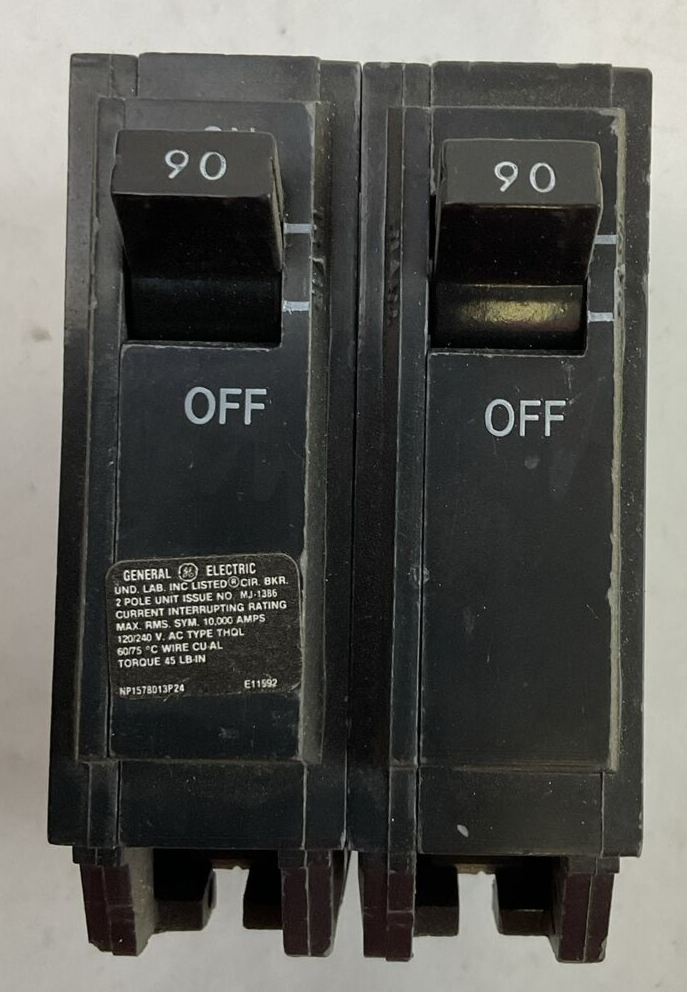 90
90
OFF
OFF
GENERAL GE ELECTRIC
UND. LAB. INC LISTED ® CIR. BKR.
2 POLE UNIT ISSUE NO. MJ-1386
CURRENT INTERRUPTING RATING
MAX. RMS. SYM. 10,000 AMPS
120/240 V. AC TYPE THQL
60/75 °C WIRE CU-AL
TORQUE 45 LB-IN
NP1578013P24 E11592